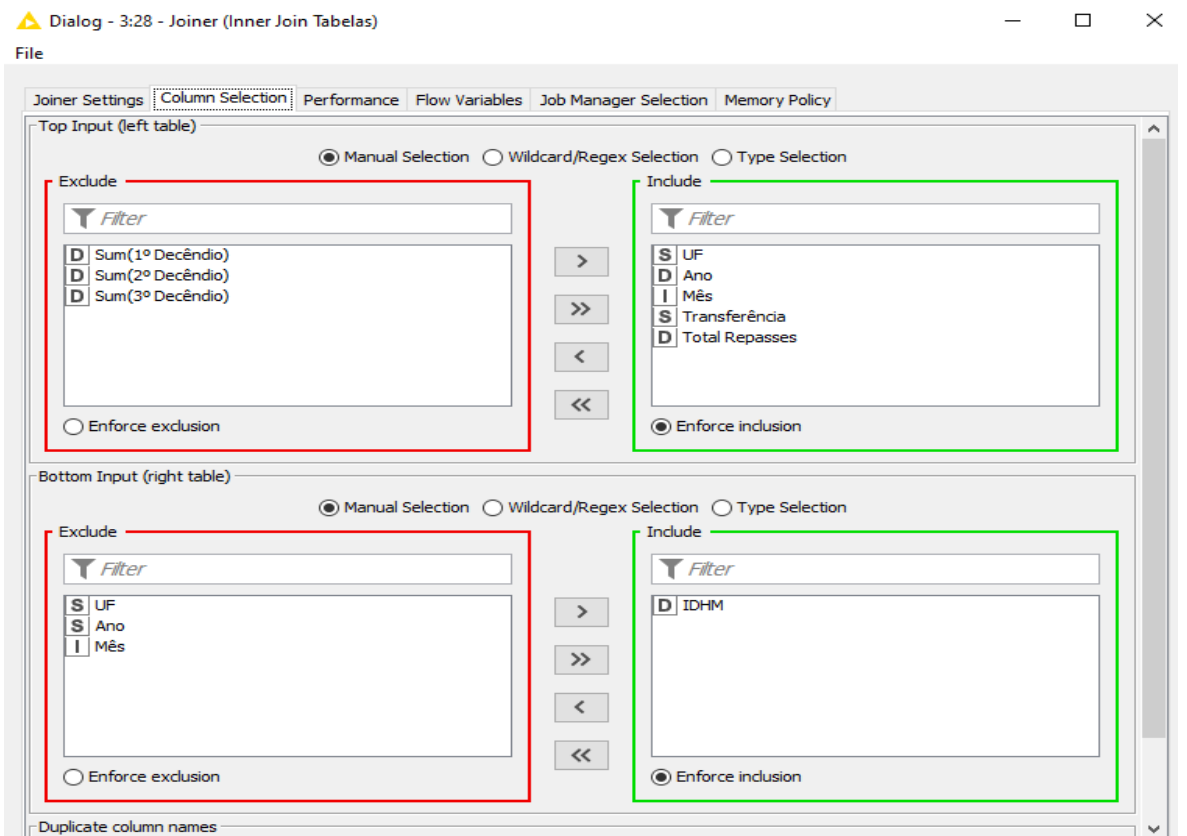 Dialog - 3:28 - Joiner (Inner Join Tabelas)
File
Joiner Settings Column Selection Performance Flow Variables Job Manager Selection Memory Policy
Top Input (left table)
Manual Selection Wildcard/Regex Selection Type Selection
Exclude
Filter
D Sum(1º Decêndio)
D Sum(2º Decêndio)
D Sum(3º Decêndio)
Enforce exclusion
>
>>
<
<<
Include
Filter
S UF
D Ano
I Mês
S Transferência
D Total Repasses
Enforce inclusion
Bottom Input (right table)
Manual Selection Wildcard/Regex Selection Type Selection
Exclude
Filter
S UF
S Ano
I Mês
Enforce exclusion
>
>>
<
<<
Include
Filter
D IDHM
Enforce inclusion
Duplicate column names